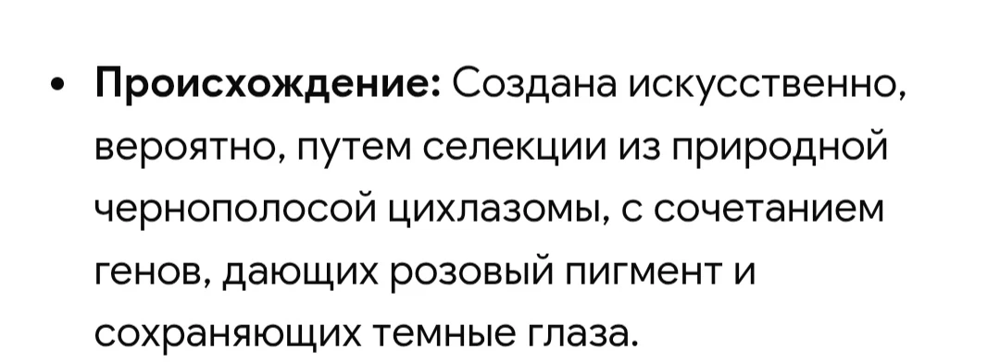 • Происхождение: Создана искусственно,
вероятно, путем селекции из природной
чернополосой цихлазомы, с сочетанием
генов, дающих розовый пигмент и
сохраняющих темные глаза.